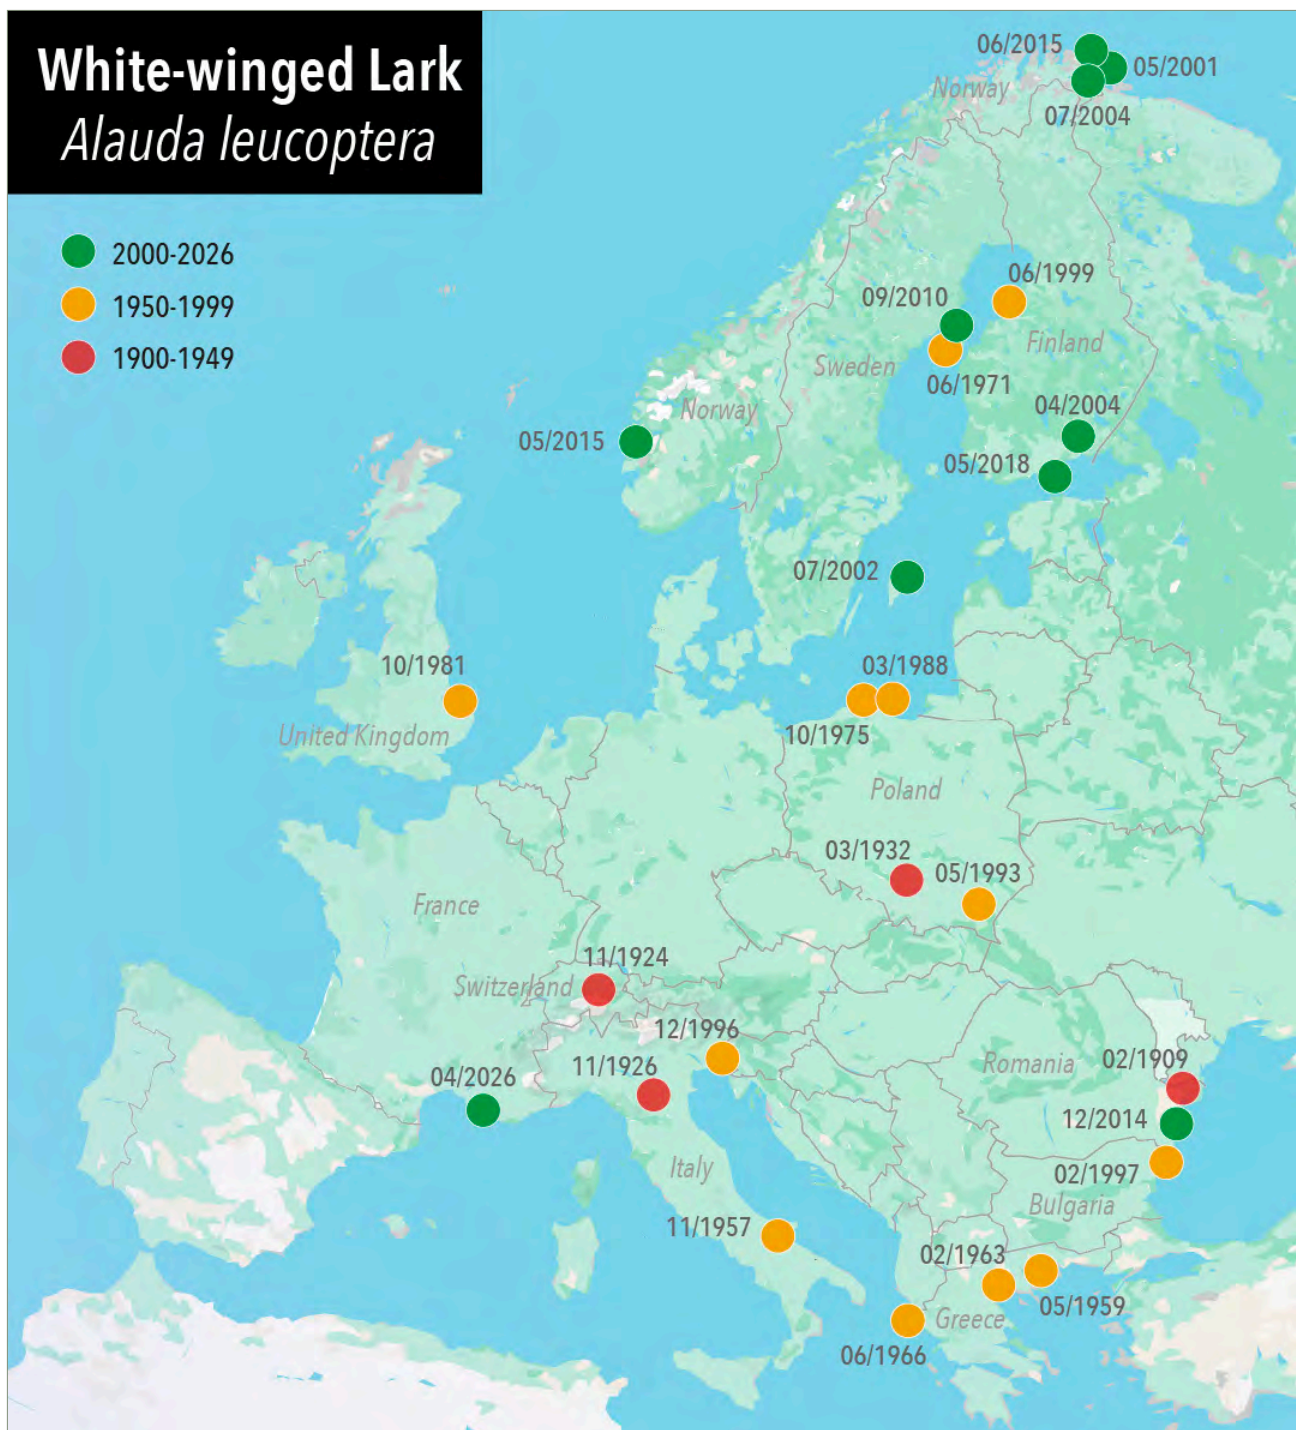 White-winged Lark
Alauda leucoptera
2000-2026
1950-1999
1900-1949
06/2015
05/2001
Norway
07/2004
06/1999
09/2010
Finland
Sweden
06/1971
04/2004
Norway
05/2015
05/2018
07/2002
10/1981
03/1988
United Kingdom
10/1975
Poland
03/1932
05/1993
France
11/1924
Switzerland
12/1996
02/1909
Romania
11/1926
04/2026
12/2014
Italy
02/1997
Bulgaria
11/1957
02/1963
05/1959
Greece
06/1966